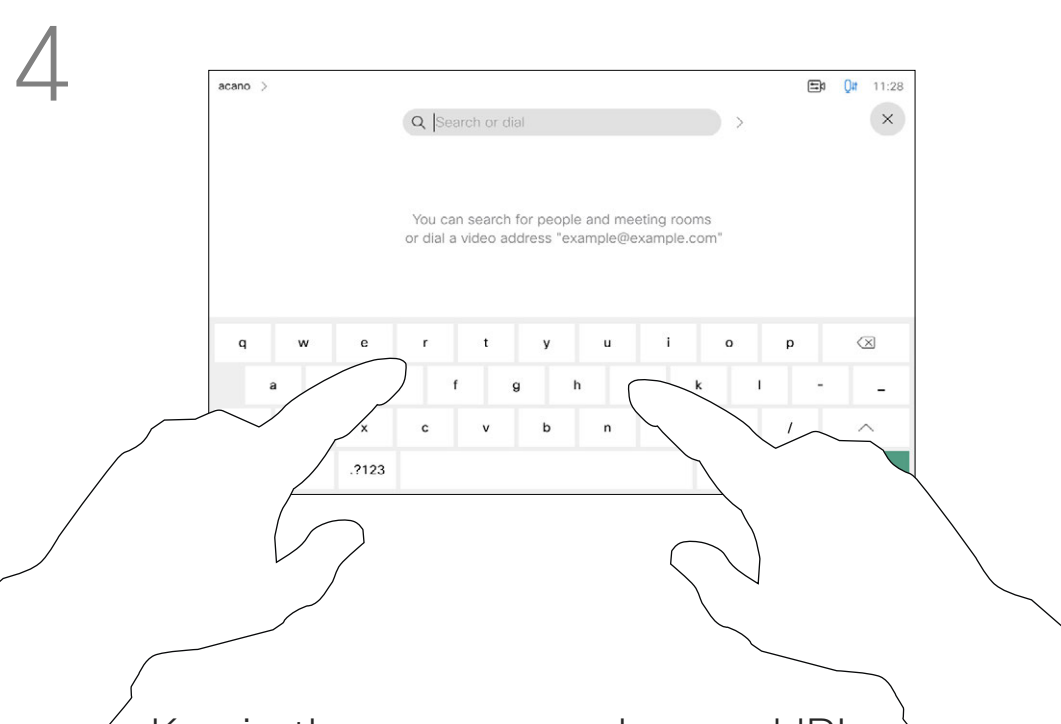 4
acano > 11:28
Search or dial >
You can search for people and meeting rooms
or dial a video address "example@example.com"
q w e r t y u i o p
a f g h k l - _
x c v b n /
.?123